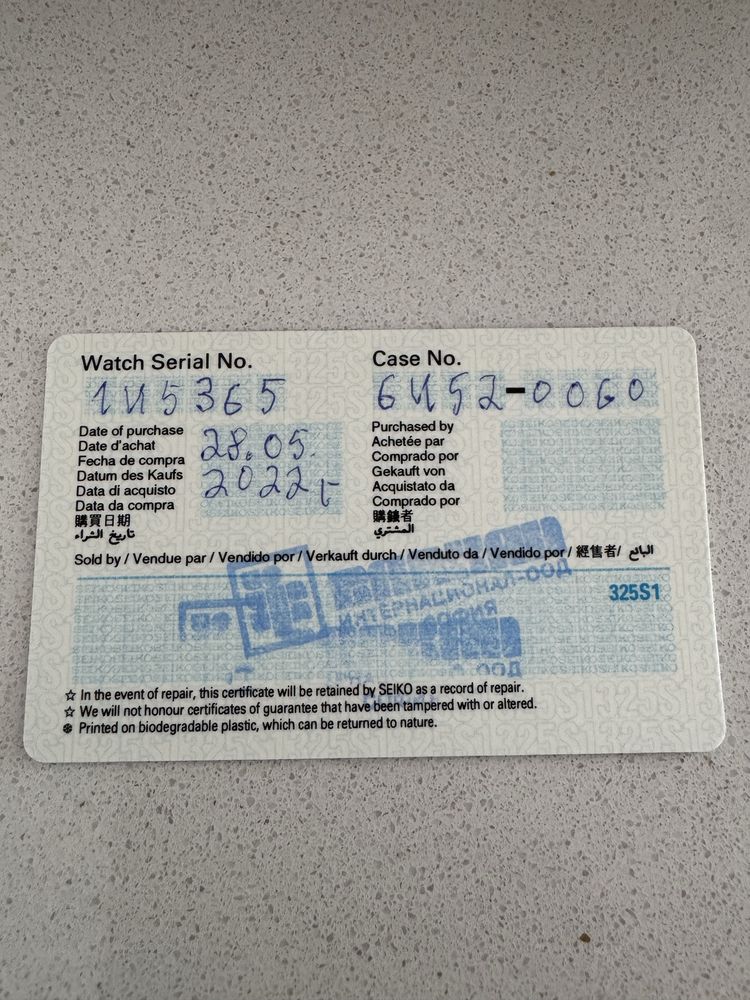 Watch Serial No.
1U5365
Case No.
6U52-0060
Date of purchase
Date d'achat
Fecha de compra
Datum des Kaufs
Data di acquisto
Data da compra
購買日期
تاريخ الشراء
28.05.
2022г
Purchased by
Achetée par
Comprado por
Gekauft von
Acquistato da
Comprado por
購錶者
المشتري
Sold by / Vendue par / Vendido por / Verkauft durch / Venduto da / Vendido por / 經售者/ البائع
325S1
ИНТЕРНАЦИОНАЛ-ООД
СОФИЯ
ООД
☆ In the event of repair, this certificate will be retained by SEIKO as a record of repair.
☆ We will not honour certificates of guarantee that have been tampered with or altered.
❆ Printed on biodegradable plastic, which can be returned to nature.